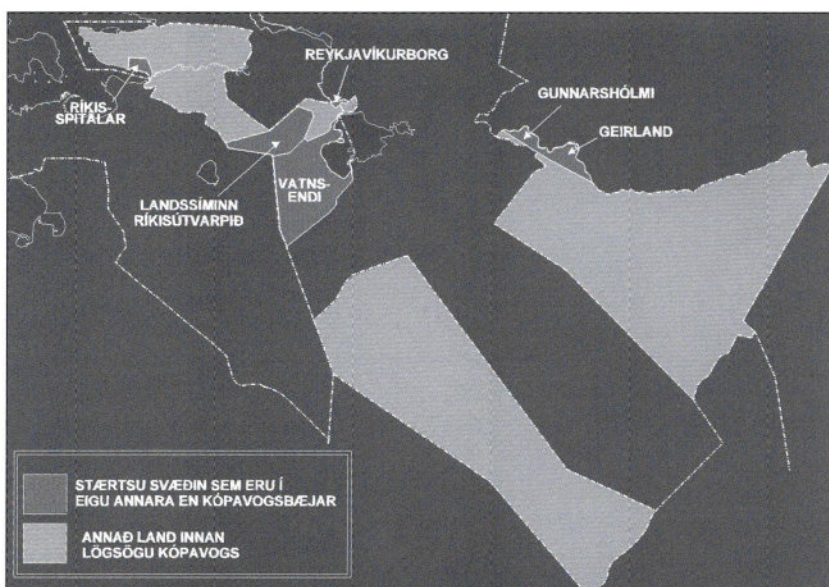 REYKJAVÍKURBORG
RÍKIS-
SPÍTALAR
GUNNARSHÓLMI
GEIRLAND
LANDSSÍMINN
RÍKISÚTVARPIÐ
VATNS-
ENDI
STÆRTSU SVÆÐIN SEM ERU Í
EIGU ANNARA EN KÓPAVOGSBÆJAR
ANNAÐ LAND INNAN
LÖGSÖGU KÓPAVOGS